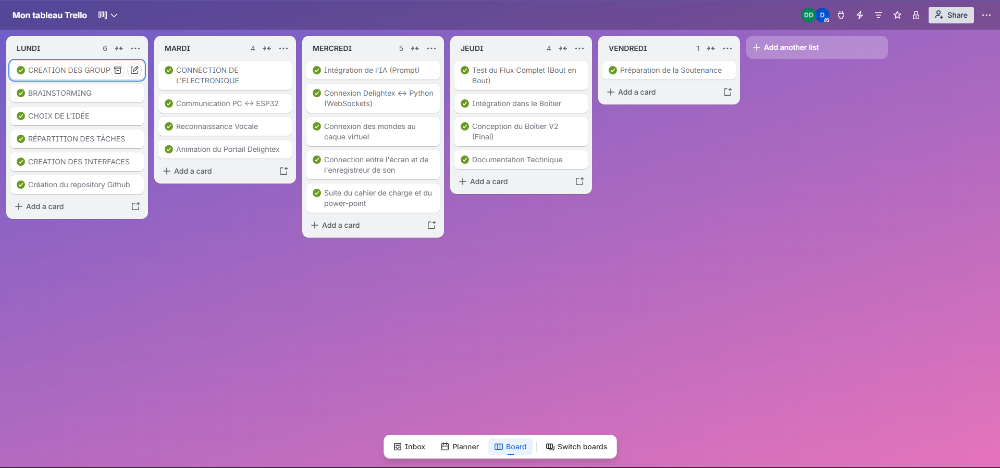 Mon tableau Trello
DD
D
Share
LUNDI
6
CREATION DES GROUP
BRAINSTORMING
CHOIX DE L'IDÉE
RÉPARTITION DES TÂCHES
CREATION DES INTERFACES
Création du repository Github
Add a card
MARDI
4
CONNECTION DE
L'ELECTRONIQUE
Communication PC ↔ ESP32
Reconnaissance Vocale
Animation du Portail Delightex
Add a card
MERCREDI
5
Intégration de l'IA (Prompt)
Connexion Delightex ↔ Python
(WebSockets)
Connexion des mondes au
caque virtuel
Connection entre l'écran et de
l'enregistreur de son
Suite du cahier de charge et du
power-point
Add a card
JEUDI
4
Test du Flux Complet (Bout en
Bout)
Intégration dans le Boîtier
Conception du Boîtier V2
(Final)
Documentation Technique
Add a card
VENDREDI
1
Préparation de la Soutenance
Add a card
Add another list
Inbox
Planner
Board
Switch boards